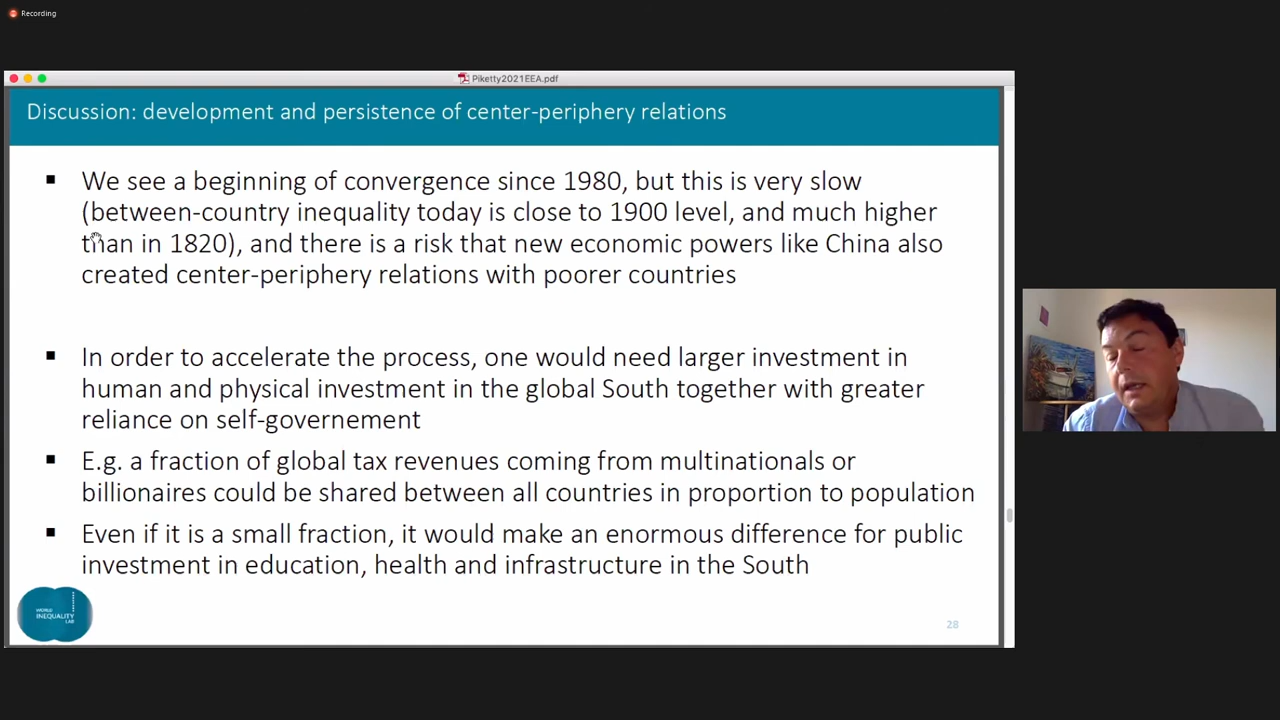 Recording
Piketty2021EEA.pdf
Discussion: development and persistence of center-periphery relations
▪ We see a beginning of convergence since 1980, but this is very slow
(between-country inequality today is close to 1900 level, and much higher
than in 1820), and there is a risk that new economic powers like China also
created center-periphery relations with poorer countries
▪ In order to accelerate the process, one would need larger investment in
human and physical investment in the global South together with greater
reliance on self-governement
▪ E.g. a fraction of global tax revenues coming from multinationals or
billionaires could be shared between all countries in proportion to population
▪ Even if it is a small fraction, it would make an enormous difference for public
investment in education, health and infrastructure in the South
WORLD
INEQUALITY
LAB
28